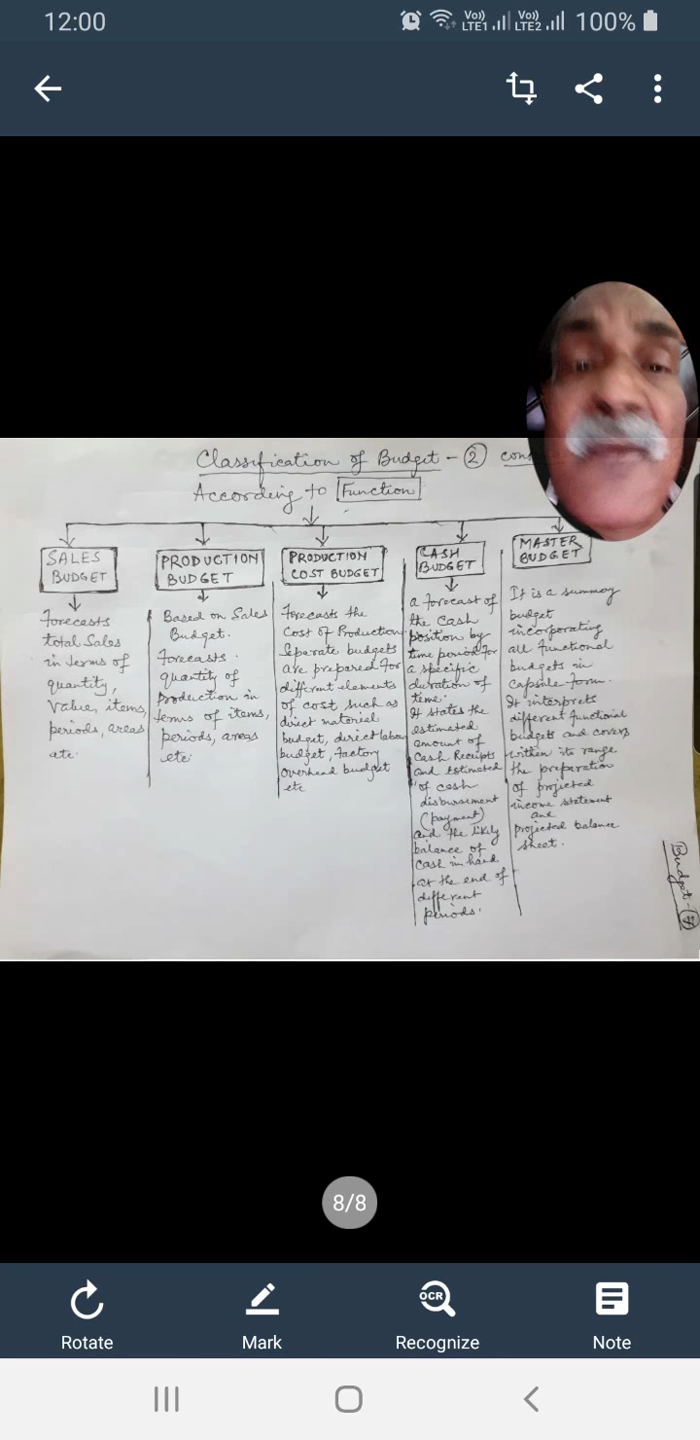 12:00
Vo)) LTE1 Vo)) LTE2 100%
Classification of Budget - ②
According to Function
SALES
BUDGET
Forecasts
total Sales
in terms of
quantity,
Value, items,
periods, areas
etc.
PRODUCTION
BUDGET
Based on Sales
Budget.
Forecasts
quantity of
Production in
terms of items,
periods, areas
etc.
PRODUCTION
COST BUDGET
Forecasts the
Cost of Production
Separate budgets
are prepared for
different elements
of cost such as
direct material
budget, direct labour
budget, factory
overhead budget
etc
CASH
BUDGET
a forecast of
the cash
position by
time period for
a specific
duration of
time.
It states the
estimated
amount of
Cash Receipts
and estimated
of cash
disbursement
(payment)
and the likely
balance of
Cash in hand
at the end of
different
periods.
MASTER
BUDGET
It is a summary
budget
incorporating
all functional
budgets in
Capsule form.
It interprets
different functional
budgets and covers
within its range
the preparation
of projected
income statement
and
projected balance
sheet.
Budget-
8/8
Rotate
Mark
OCR
Recognize
Note